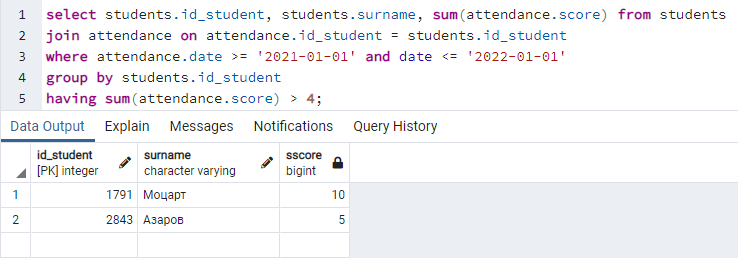 1 select students.id_student, students.surname, sum(attendance.score) from students
2 join attendance on attendance.id_student = students.id_student
3 where attendance.date >= '2021-01-01' and date <= '2022-01-01'
4 group by students.id_student
5 having sum(attendance.score) > 4;
Data Output Explain Messages Notifications Query History
id_student surname sscore
[PK] integer character varying bigint
1 1791 Моцарт 10
2 2843 Азаров 5